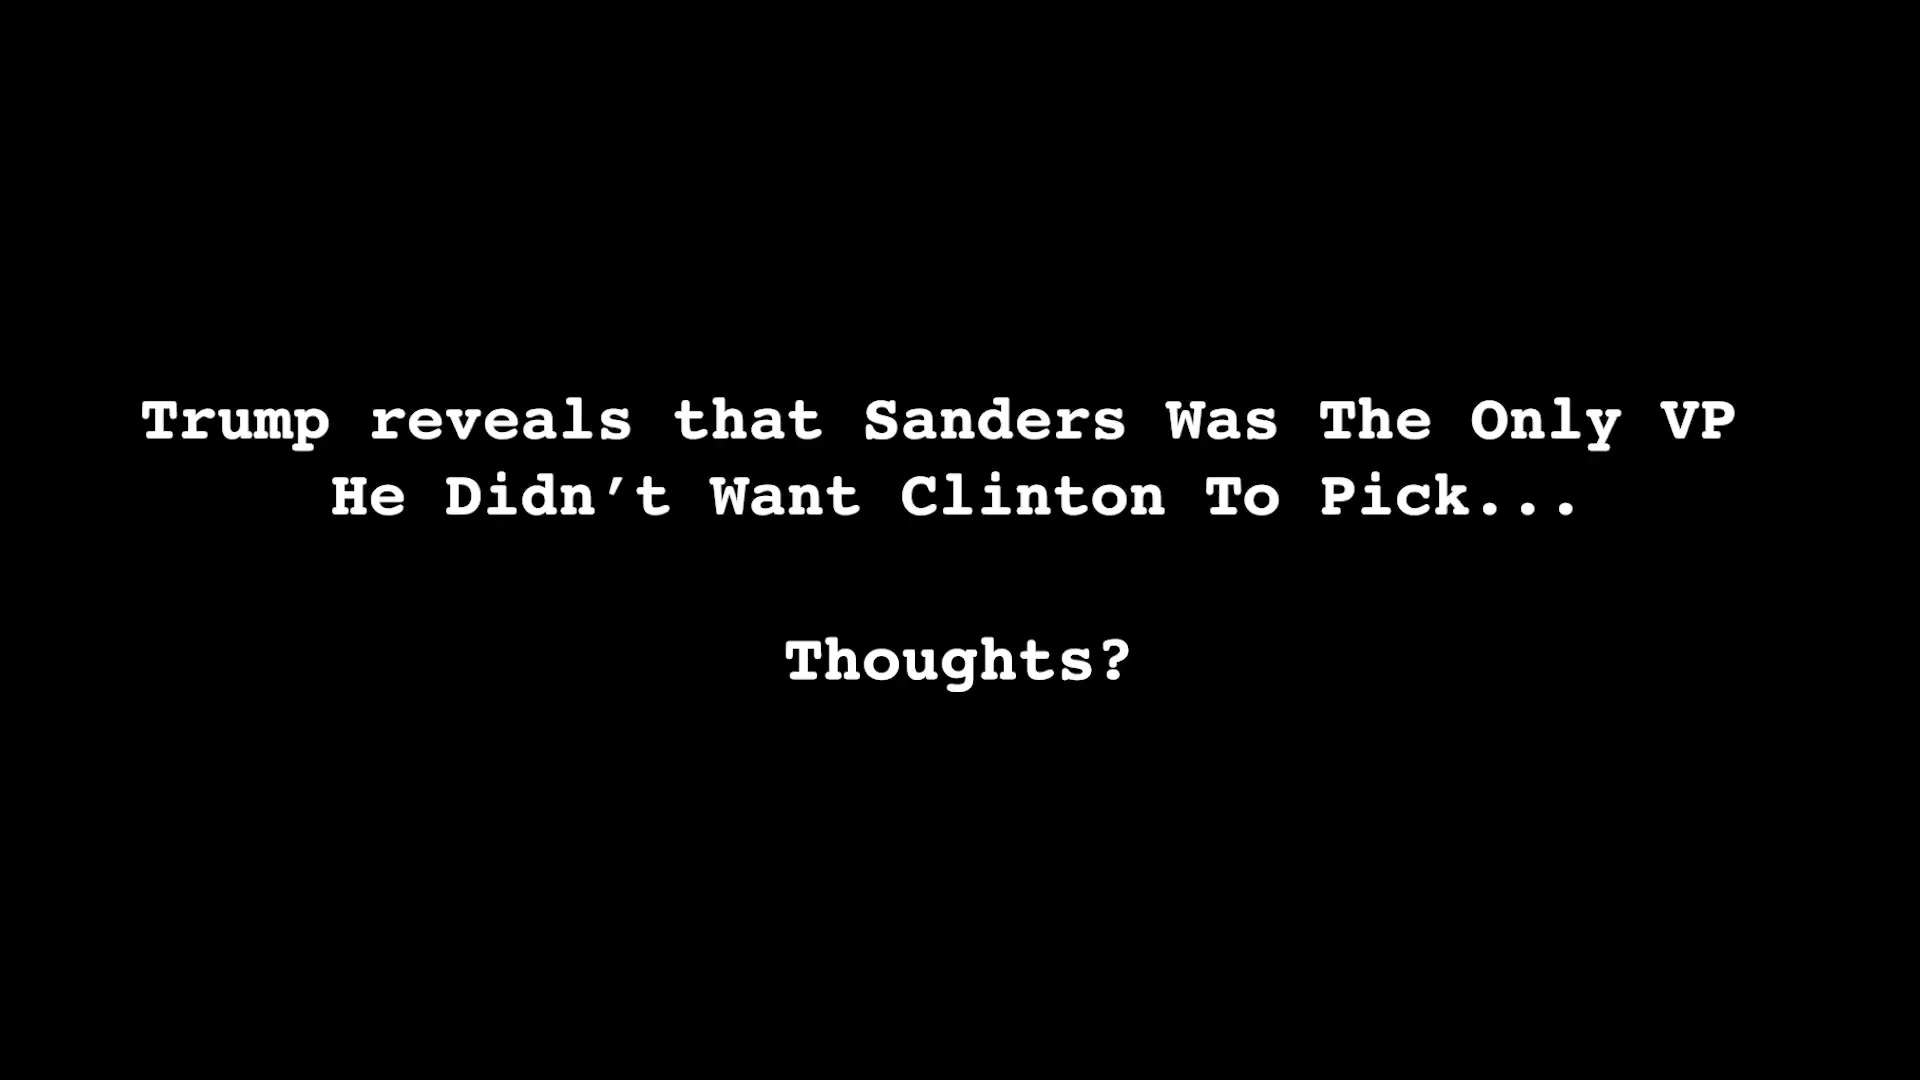 Trump reveals that Sanders Was The Only VP
He Didn’t Want Clinton To Pick...
Thoughts?